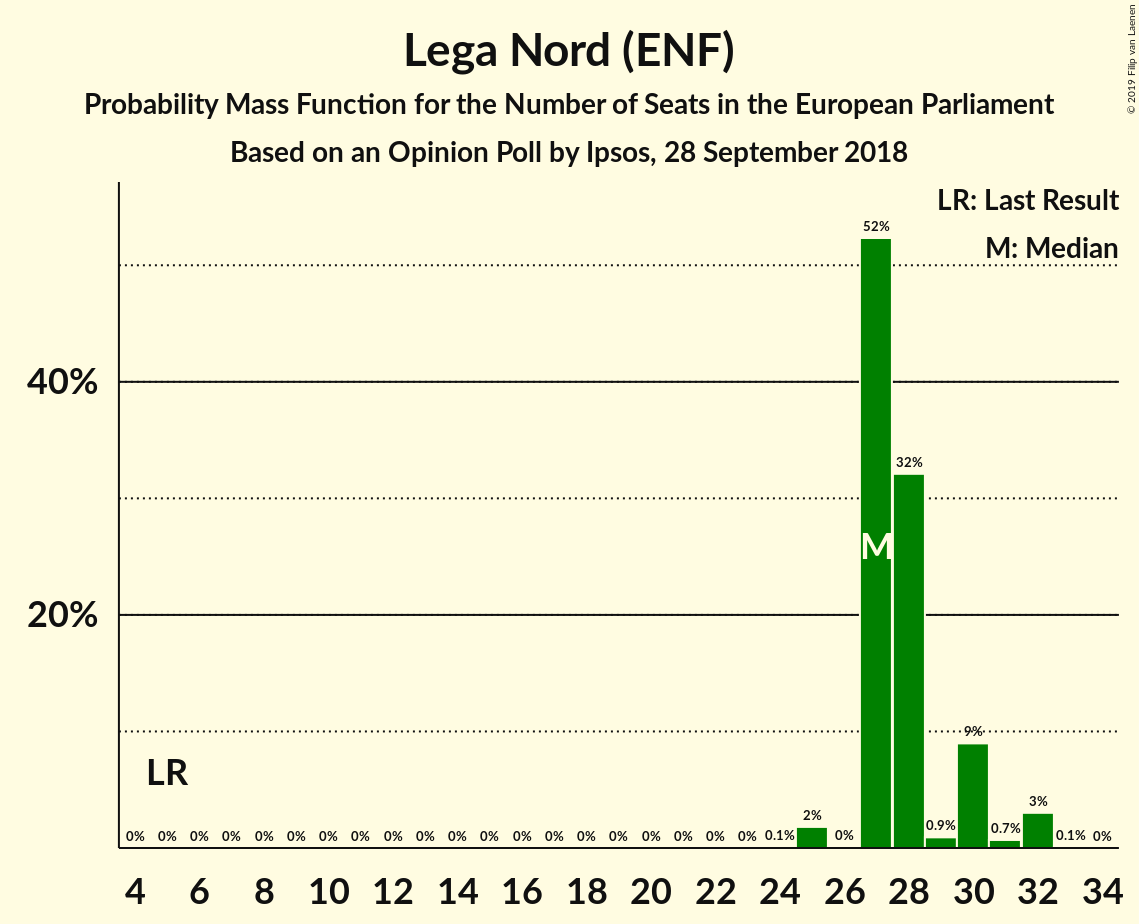 Lega Nord (ENF)
Probability Mass Function for the Number of Seats in the European Parliament
Based on an Opinion Poll by Ipsos, 28 September 2018
© 2019 Filip van Laenen
LR: Last Result
M: Median
52%
40%
32%
M
20%
9%
LR
3%
2%
0.9%
0.7%
0% 0% 0% 0% 0% 0% 0% 0% 0% 0% 0% 0% 0% 0% 0% 0% 0% 0% 0% 0% 0.1% 0% 0.1% 0%
4 6 8 10 12 14 16 18 20 22 24 26 28 30 32 34